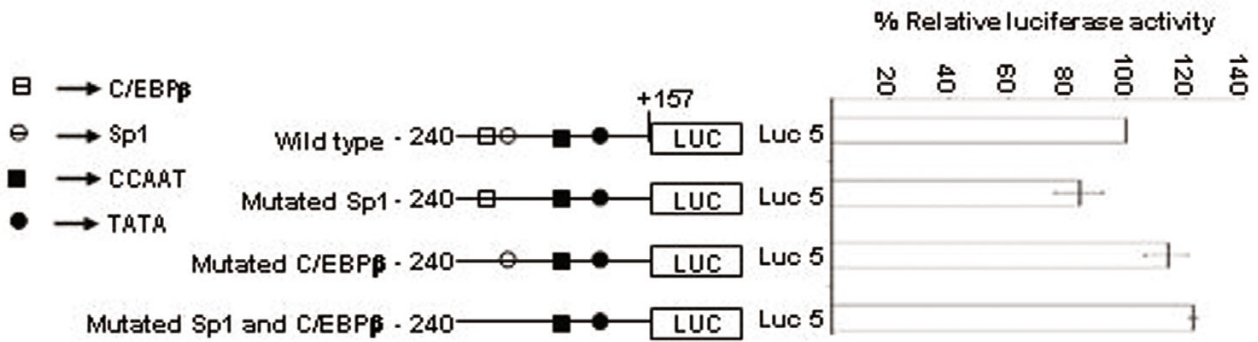 % Relative luciferase activity
20 40 60 80 100 120 140
C/EBPβ
Sp1
CCAAT
TATA
+157
Wild type - 240 LUC Luc 5
Mutated Sp1 - 240 LUC Luc 5
Mutated C/EBPβ - 240 LUC Luc 5
Mutated Sp1 and C/EBPβ - 240 LUC Luc 5